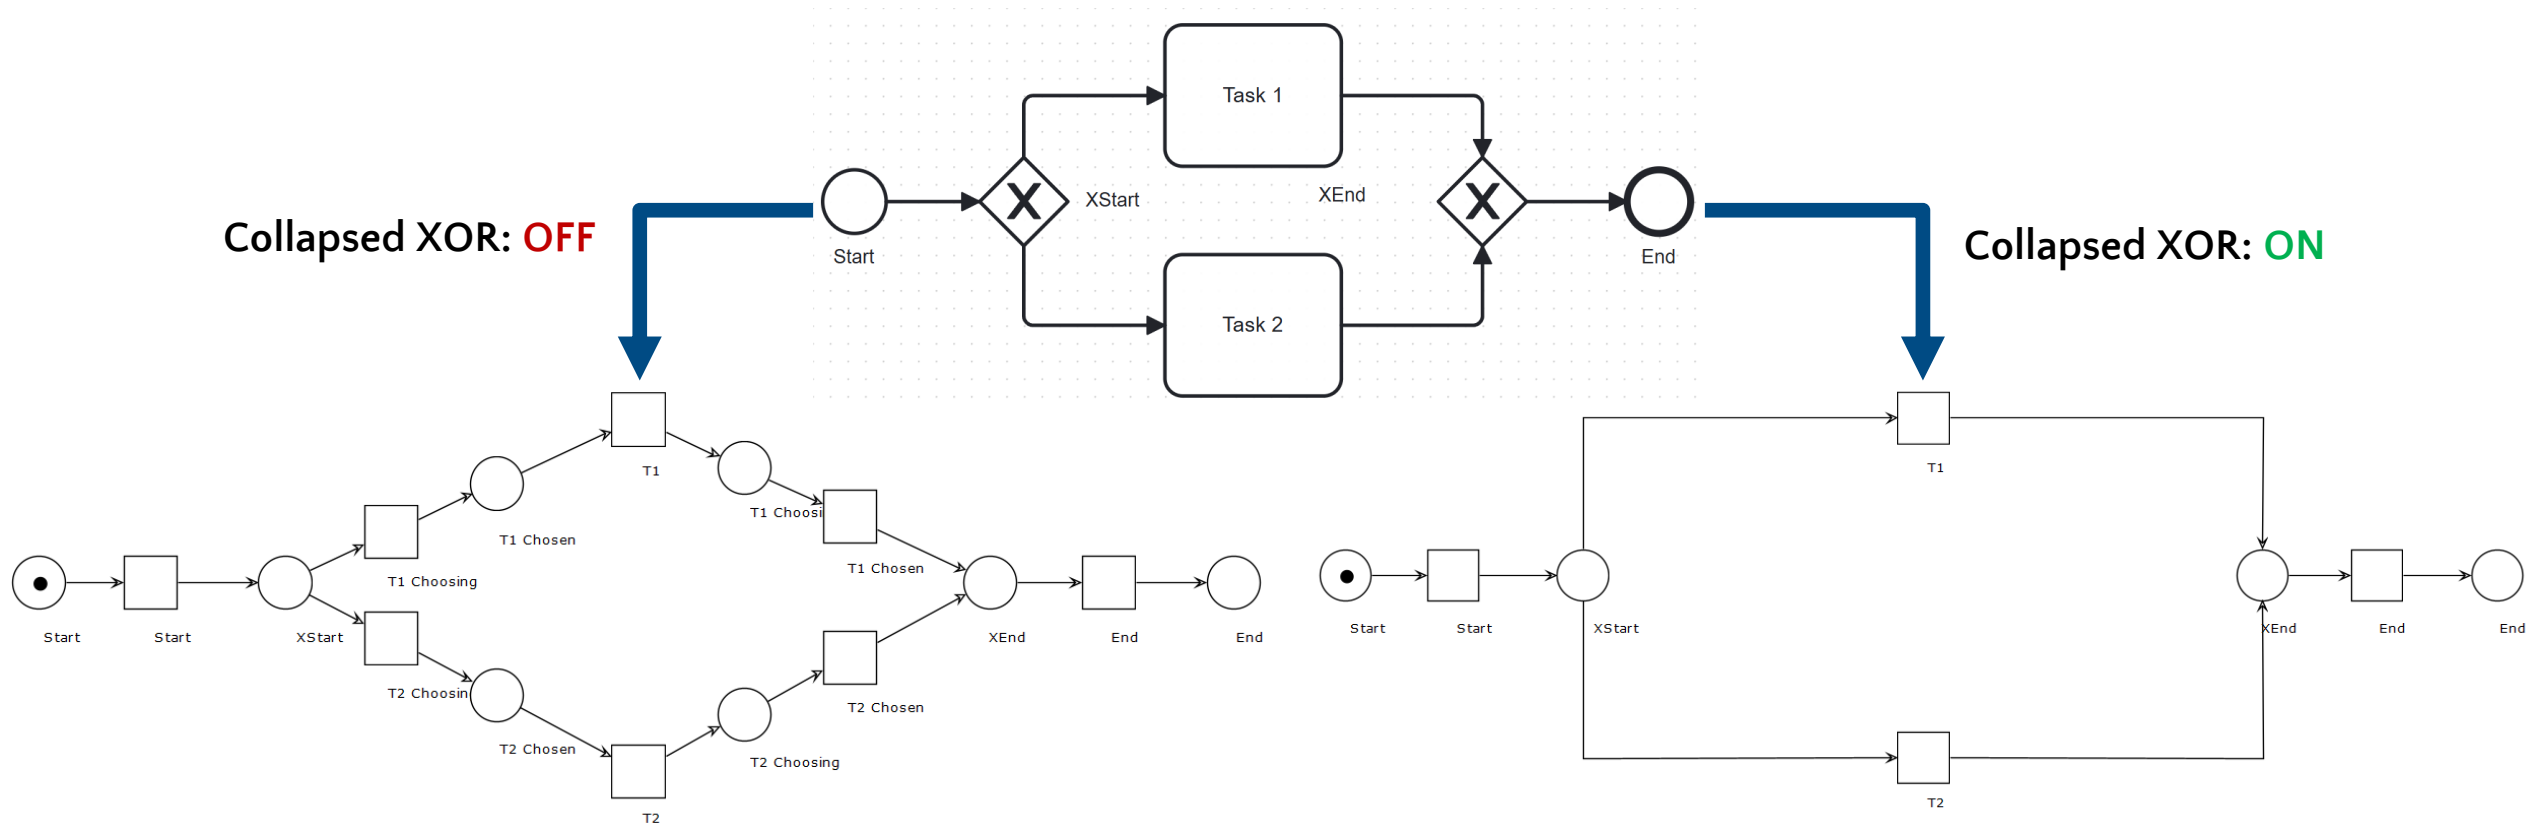 Task 1
XStart
XEnd
Start
End
Task 2
Collapsed XOR: OFF
Collapsed XOR: ON
T1
T1 Choosi
T1 Chosen
T1 Chosen
T1 Choosing
Start
Start
XStart
XEnd
End
End
T2 Choosin
T2 Chosen
T2 Chosen
T2 Choosing
T2
T1
Start
Start
XStart
XEnd
End
End
T2